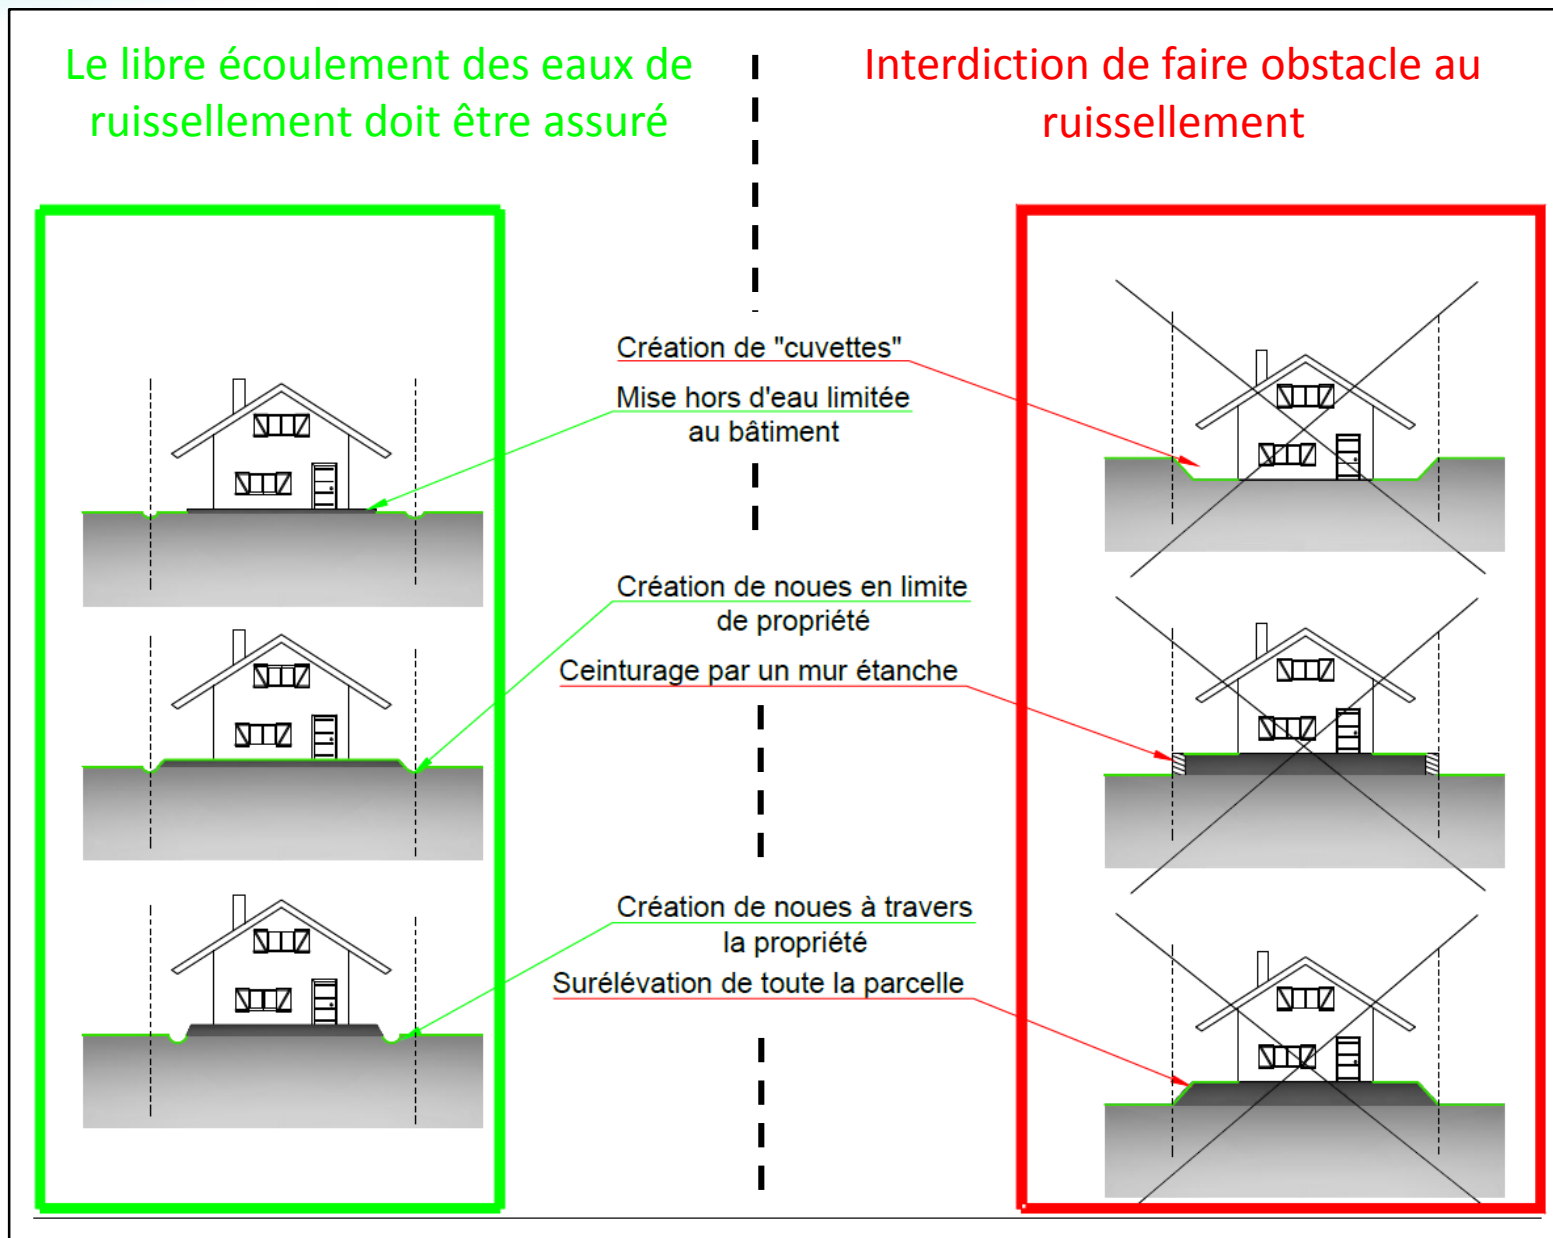 Le libre écoulement des eaux de
ruissellement doit être assuré
Interdiction de faire obstacle au
ruissellement
Création de "cuvettes"
Mise hors d'eau limitée
au bâtiment
Création de noues en limite
de propriété
Ceinturage par un mur étanche
Création de noues à travers
la propriété
Surélévation de toute la parcelle